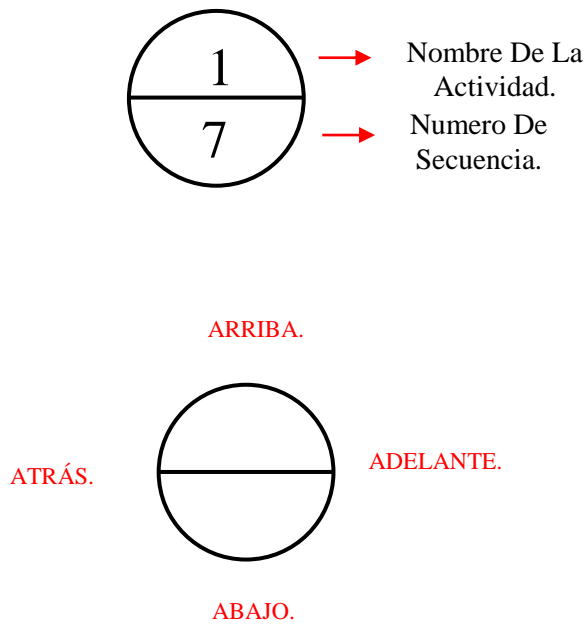 1
Nombre De La
Actividad.
7
Numero De
Secuencia.
ARRIBA.
ATRÁS.
ADELANTE.
ABAJO.